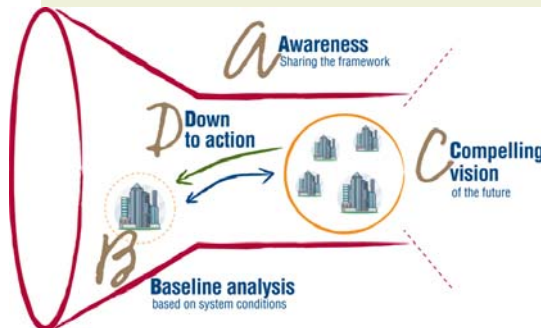 A Awareness
Sharing the framework
D Down
to action
C Compelling
vision
of the future
B Baseline analysis
based on system conditions